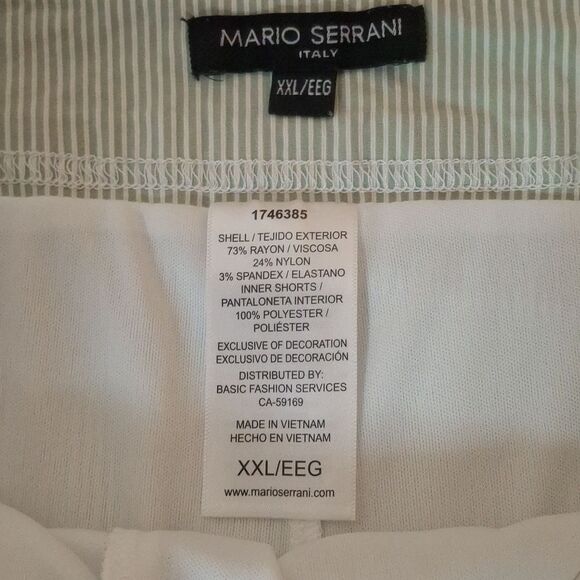 MARIO SERRANI
ITALY
XXL/EEG
1746385
SHELL / TEJIDO EXTERIOR
73% RAYON / VISCOSA
24% NYLON
3% SPANDEX / ELASTANO
INNER SHORTS /
PANTALONETA INTERIOR
100% POLYESTER /
POLIÉSTER
EXCLUSIVE OF DECORATION
EXCLUSIVO DE DECORACIÓN
DISTRIBUTED BY:
BASIC FASHION SERVICES
CA-59169
MADE IN VIETNAM
HECHO EN VIETNAM
XXL/EEG
www.marioserrani.com